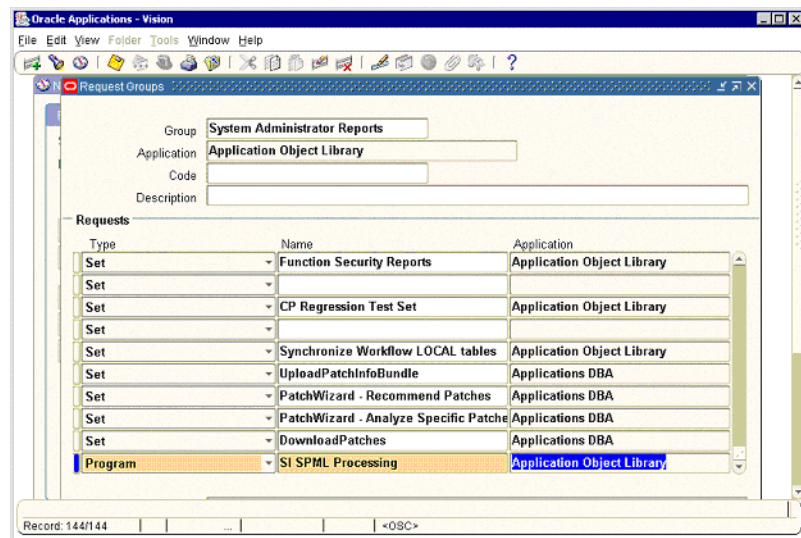 Oracle Applications - Vision
File Edit View Folder Tools Window Help
Request Groups
Group System Administrator Reports
Application Application Object Library
Code
Description
Requests
Type Name Application
Set Function Security Reports Application Object Library
Set
Set CP Regression Test Set Application Object Library
Set
Set Synchronize Workflow LOCAL tables Application Object Library
Set UploadPatchInfoBundle Applications DBA
Set PatchWizard - Recommend Patches Applications DBA
Set PatchWizard - Analyze Specific Patche Applications DBA
Set DownloadPatches Applications DBA
Program SI SPML Processing Application Object Library
Record: 144/144 ... <OSC>